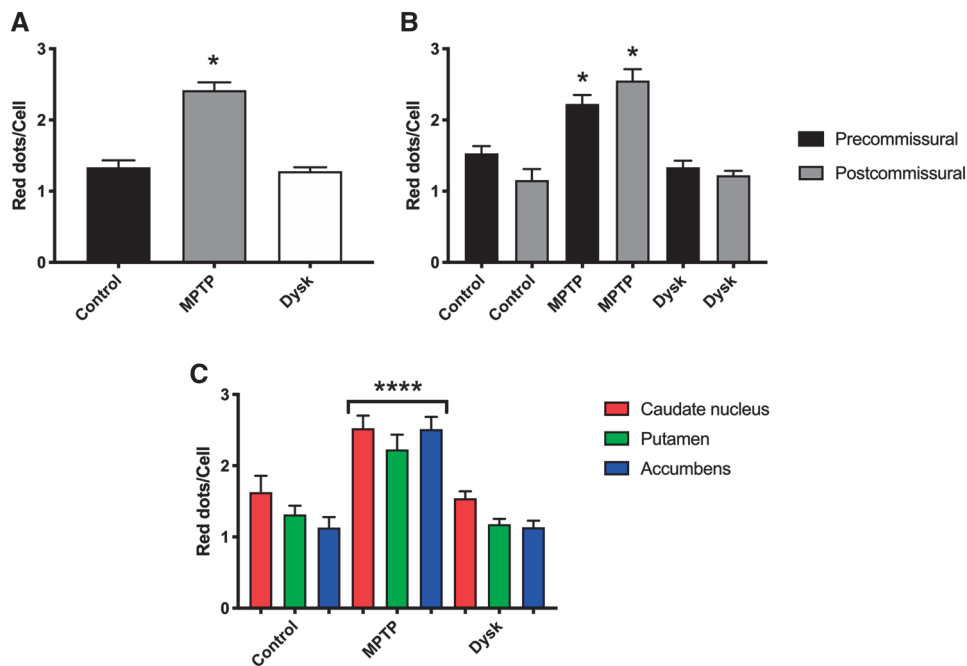 A
Red dots/Cell
3
2
1
0
*
Control
MPTP
Dysk
B
Red dots/Cell
3
2
1
0
*
*
Control
Control
MPTP
MPTP
Dysk
Dysk
Precommissural
Postcommissural
C
Red dots/Cell
3
2
1
0
****
Control
MPTP
Dysk
Caudate nucleus
Putamen
Accumbens